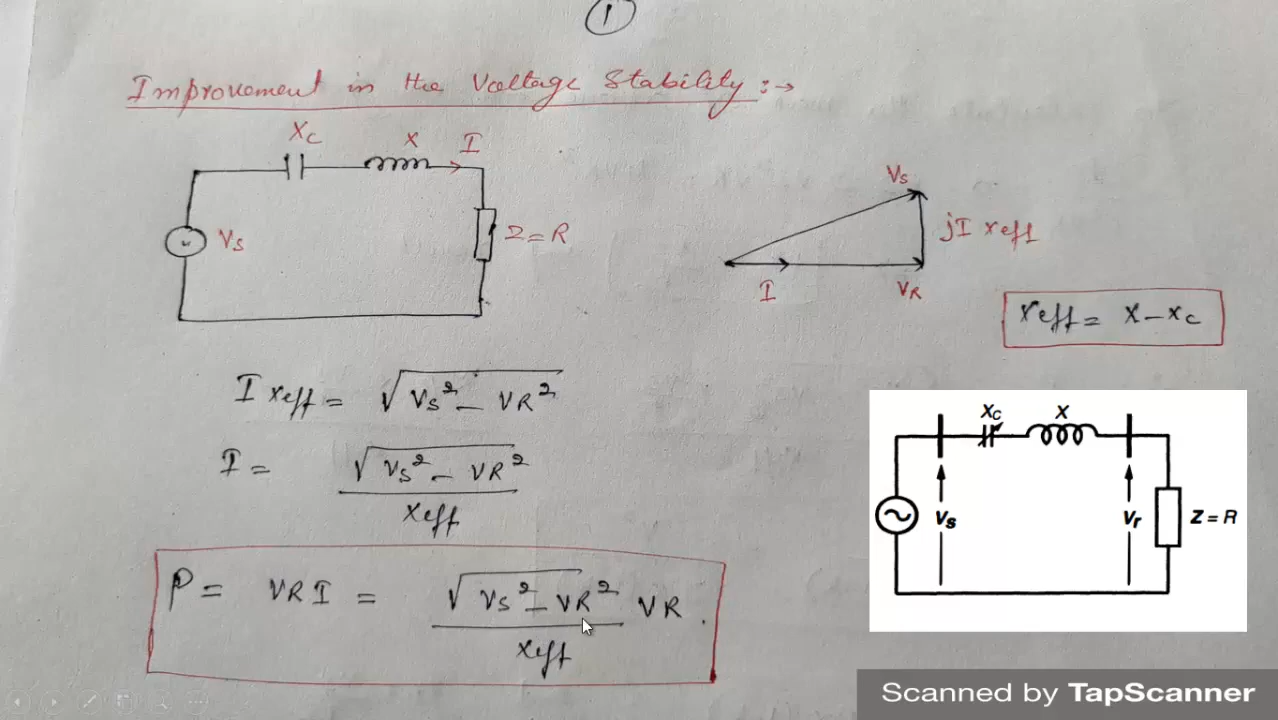 1
Improvement in the Voltage Stability :→
Xc X I
Vs
Z = R
Vs
jI xeff
I VR
xeff = x - xc
I xeff = √Vs² - VR²
I = √Vs² - VR² / xeff
P = VR I = √Vs² - VR² / xeff VR .
Xc X
Vs Vr Z = R
Scanned by TapScanner